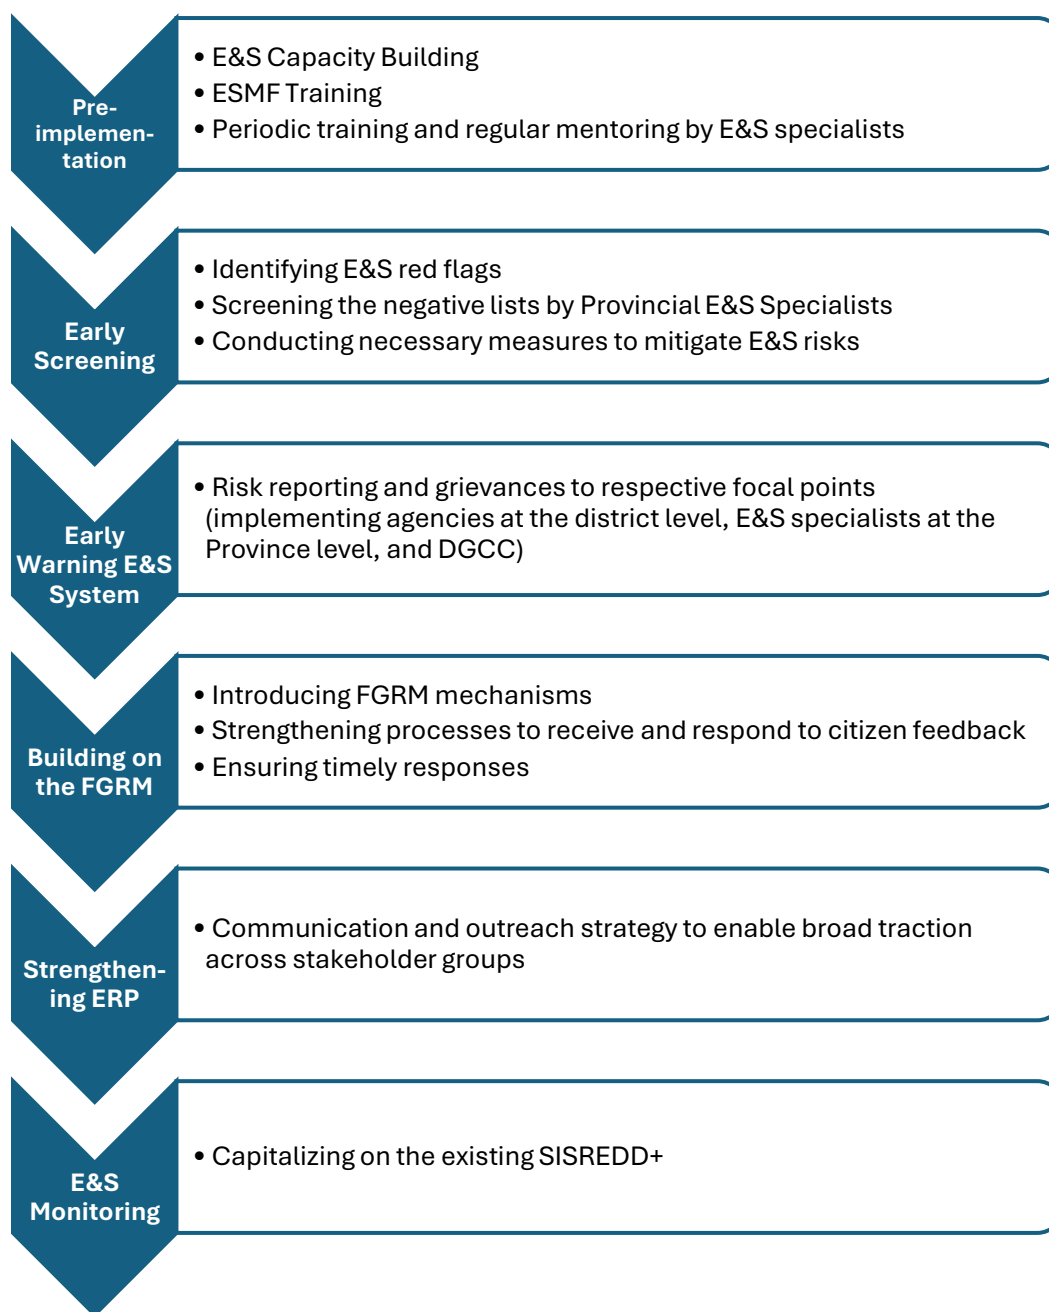 Pre-
implemen-
tation
• E&S Capacity Building
• ESMF Training
• Periodic training and regular mentoring by E&S specialists
Early
Screening
• Identifying E&S red flags
• Screening the negative lists by Provincial E&S Specialists
• Conducting necessary measures to mitigate E&S risks
Early
Warning E&S
System
• Risk reporting and grievances to respective focal points
(implementing agencies at the district level, E&S specialists at the
Province level, and DGCC)
Building on
the FGRM
• Introducing FGRM mechanisms
• Strengthening processes to receive and respond to citizen feedback
• Ensuring timely responses
Strengthen-
ing ERP
• Communication and outreach strategy to enable broad traction
across stakeholder groups
E&S
Monitoring
• Capitalizing on the existing SISREDD+